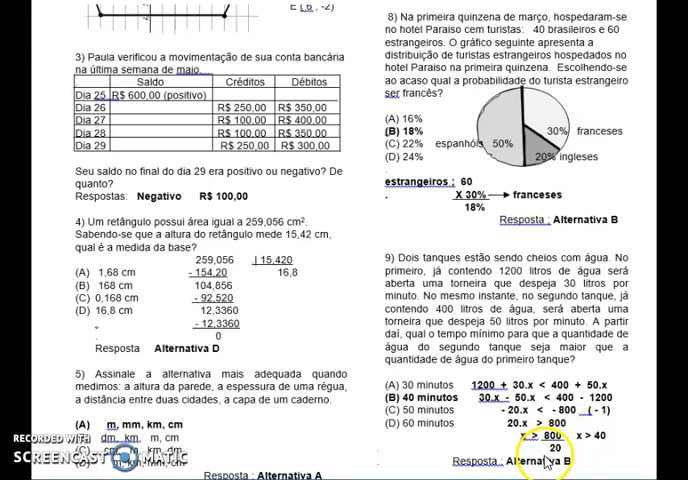 E ( 6 , -2)
3) Paula verificou a movimentação de sua conta bancária
na última semana de maio.
Saldo Créditos Débitos
Dia 25 R$ 600,00 (positivo)
Dia 26 R$ 250,00 R$ 350,00
Dia 27 R$ 100,00 R$ 400,00
Dia 28 R$ 100,00 R$ 350,00
Dia 29 R$ 250,00 R$ 300,00
Seu saldo no final do dia 29 era positivo ou negativo? De
quanto?
Respostas: Negativo R$ 100,00
4) Um retângulo possui área igual a 259,056 cm².
Sabendo-se que a altura do retângulo mede 15,42 cm,
qual é a medida da base?
259,056 | 15,420
(A) 1,68 cm - 154,20 16,8
(B) 168 cm 104,856
(C) 0,168 cm - 92,520
(D) 16,8 cm 12,3360
- 12,3360
0
Resposta Alternativa D
5) Assinale a alternativa mais adequada quando
medimos: a altura da parede, a espessura de uma régua,
a distância entre duas cidades, a capa de um caderno.
(A) m, mm, km, cm
dm, km, m, cm
m, km, mm, cm
Resposta : Alternativa A
RECORDED WITH
SCREENCAST MATIC
8) Na primeira quinzena de março, hospedaram-se
no hotel Paraiso cem turistas: 40 brasileiros e 60
estrangeiros. O gráfico seguinte apresenta a
distribuição de turistas estrangeiros hospedados no
hotel Paraiso na primeira quinzena. Escolhendo-se
ao acaso qual a probabilidade do turista estrangeiro
ser francês?
(A) 16%
(B) 18% 30% franceses
(C) 22% espanhóis 50%
(D) 24% 20% ingleses
estrangeiros : 60
. X 30% franceses
18%
Resposta : Alternativa B
9) Dois tanques estão sendo cheios com água. No
primeiro, já contendo 1200 litros de água será
aberta uma torneira que despeja 30 litros por
minuto. No mesmo instante, no segundo tanque, já
contendo 400 litros de água, será aberta uma
torneira que despeja 50 litros por minuto. A partir
daí, qual o tempo mínimo para que a quantidade de
água do segundo tanque seja maior que a
quantidade de água do primeiro tanque?
(A) 30 minutos 1200 + 30.x < 400 + 50.x
(B) 40 minutos 30.x - 50.x < 400 - 1200
(C) 50 minutos - 20.x < - 800 ( - 1)
(D) 60 minutos 20.x > 800
x > 800 x > 40
20
Resposta : Alternativa B